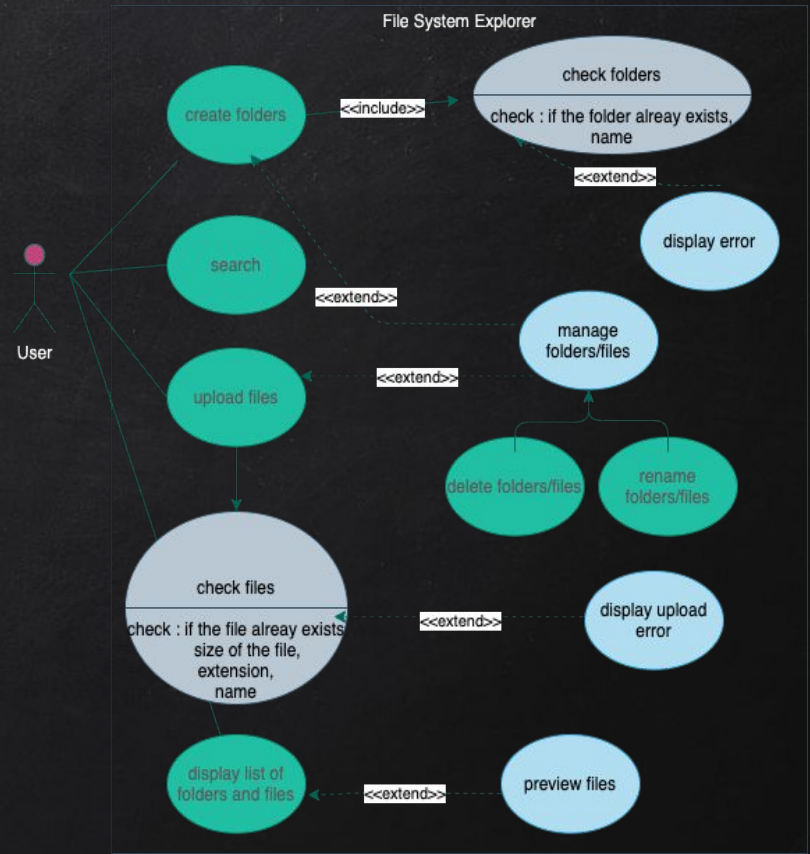 File System Explorer
create folders
<<include>>
check folders
check : if the folder alreay exists,
name
<<extend>>
display error
search
<<extend>>
manage
folders/files
User
upload files
<<extend>>
delete folders/files
rename
folders/files
check files
check : if the file alreay exists
size of the file,
extension,
name
<<extend>>
display upload
error
display list of
folders and files
<<extend>>
preview files